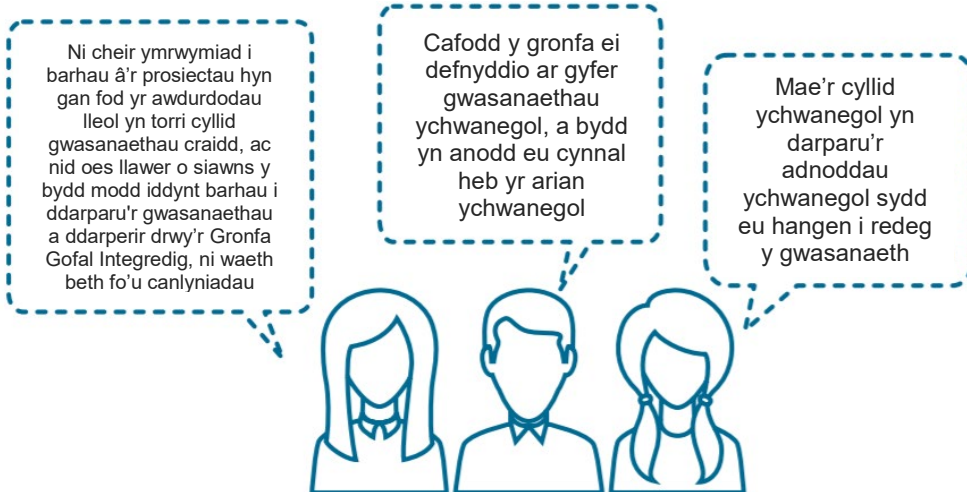 Ni cheir ymrwymiad i
barhau â'r prosiectau hyn
gan fod yr awdurdodau
lleol yn torri cyllid
gwasanaethau craidd, ac
nid oes llawer o siawns y
bydd modd iddynt barhau i
ddarparu'r gwasanaethau
a ddarperir drwy'r Gronfa
Gofal Integredig, ni waeth
beth fo'u canlyniadau
Cafodd y gronfa ei
defnyddio ar gyfer
gwasanaethau
ychwanegol, a bydd
yn anodd eu cynnal
heb yr arian
ychwanegol
Mae'r cyllid
ychwanegol yn
darparu'r
adnoddau
ychwanegol sydd
eu hangen i redeg
y gwasanaeth